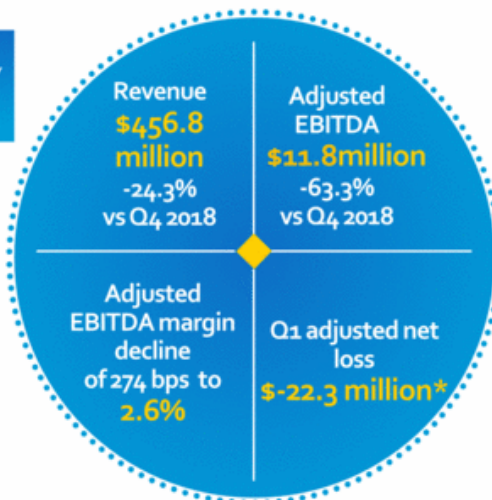 Revenue
$456.8
million
-24.3%
vs Q4 2018
Adjusted
EBITDA
$11.8million
-63.3%
vs Q4 2018
Adjusted
EBITDA margin
decline
of 274 bps to
2.6%
Q1 adjusted net
loss
$-22.3 million*